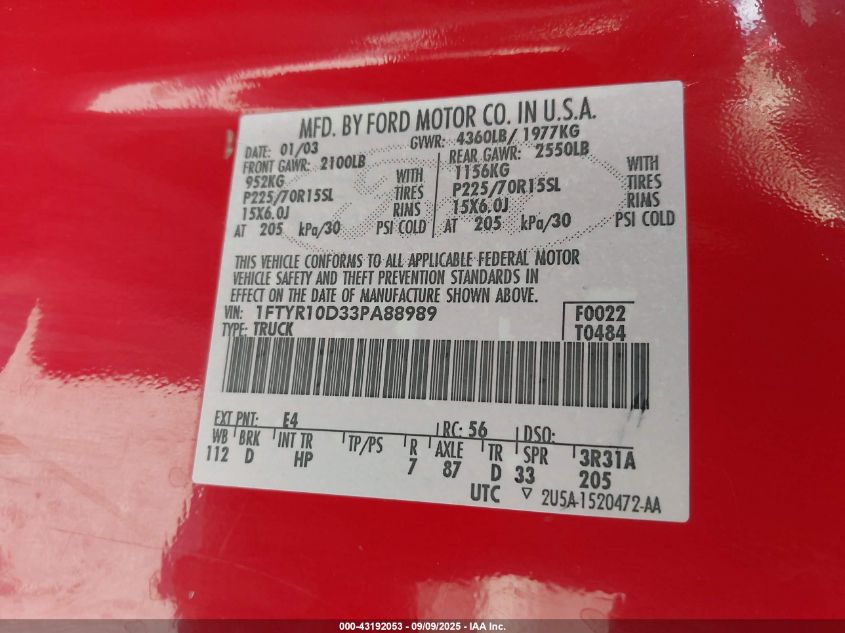 MFD. BY FORD MOTOR CO. IN U.S.A.
DATE: 01/03 GVWR: 4360LB/ 1977KG
FRONT GAWR: 2100LB REAR GAWR: 2550LB
952KG WITH 1156KG WITH
P225/70R15SL TIRES P225/70R15SL TIRES
15X6.0J RIMS 15X6.0J RIMS
AT 205 kPa/30 PSI COLD AT 205 kPa/30 PSI COLD
THIS VEHICLE CONFORMS TO ALL APPLICABLE FEDERAL MOTOR
VEHICLE SAFETY AND THEFT PREVENTION STANDARDS IN
EFFECT ON THE DATE OF MANUFACTURE SHOWN ABOVE.
VIN: 1FTYR10D33PA88989 F0022
TYPE: TRUCK T0484
EXT PNT: E4 RC: 56 DSO:
WB BRK INT TR TP/PS R AXLE TR SPR 3R31A
112 D HP 7 87 D 33 205
UTC ▽ 2U5A-1520472-AA
000-43192053 - 09/09/2025 - IAA Inc.